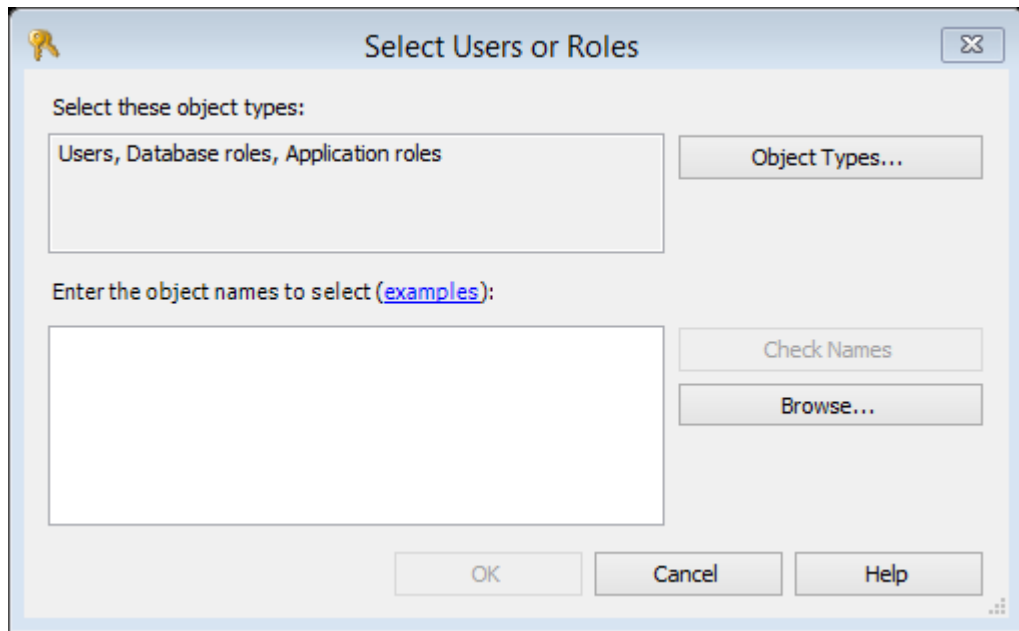 Select Users or Roles
Select these object types:
Users, Database roles, Application roles
Object Types...
Enter the object names to select (examples):
Check Names
Browse...
OK
Cancel
Help